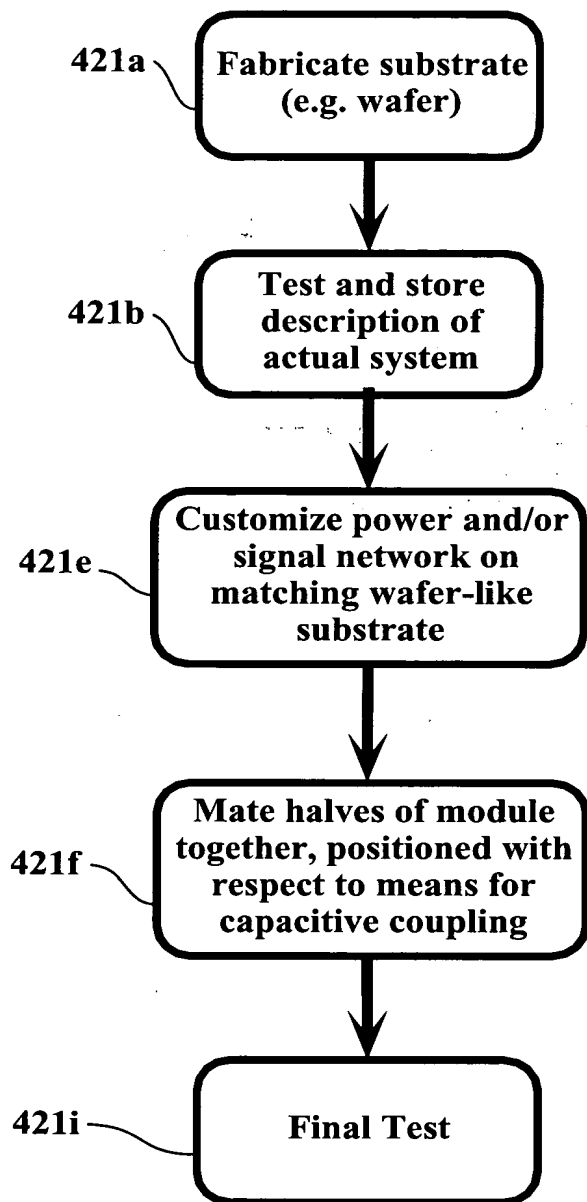 421a
Fabricate substrate
(e.g. wafer)
421b
Test and store
description of
actual system
421e
Customize power and/or
signal network on
matching wafer-like
substrate
421f
Mate halves of module
together, positioned with
respect to means for
capacitive coupling
421i
Final Test